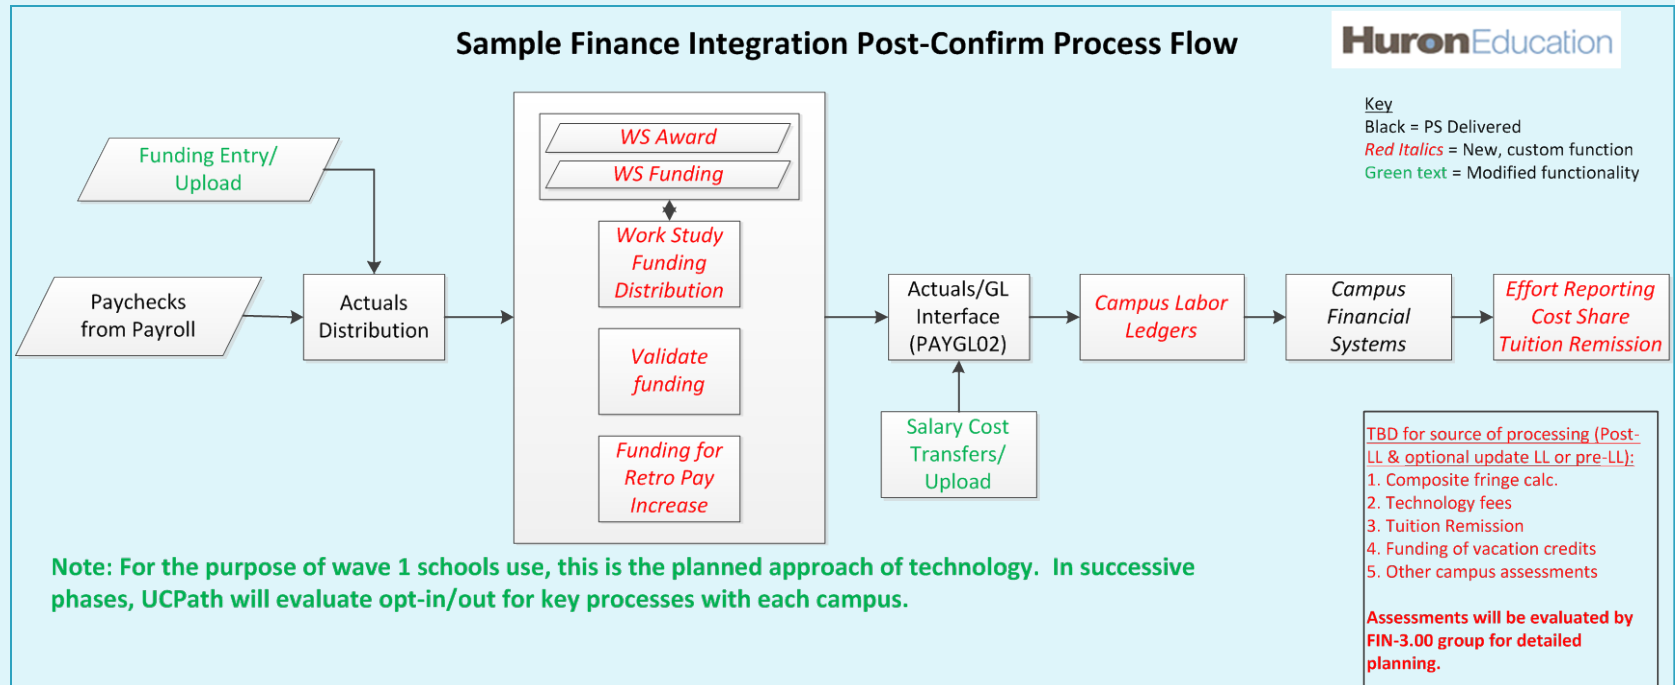 Sample Finance Integration Post-Confirm Process Flow
HuronEducation
Key
Black = PS Delivered
Red Italics = New, custom function
Green text = Modified functionality
Funding Entry/
Upload
Paychecks
from Payroll
Actuals
Distribution
WS Award
WS Funding
Work Study
Funding
Distribution
Validate
funding
Funding for
Retro Pay
Increase
Actuals/GL
Interface
(PAYGL02)
Salary Cost
Transfers/
Upload
Campus Labor
Ledgers
Campus
Financial
Systems
Effort Reporting
Cost Share
Tuition Remission
TBD for source of processing (Post-
LL & optional update LL or pre-LL):
1. Composite fringe calc.
2. Technology fees
3. Tuition Remission
4. Funding of vacation credits
5. Other campus assessments
Assessments will be evaluated by
FIN-3.00 group for detailed
planning.
Note: For the purpose of wave 1 schools use, this is the planned approach of technology.  In successive
phases, UCPath will evaluate opt-in/out for key processes with each campus.